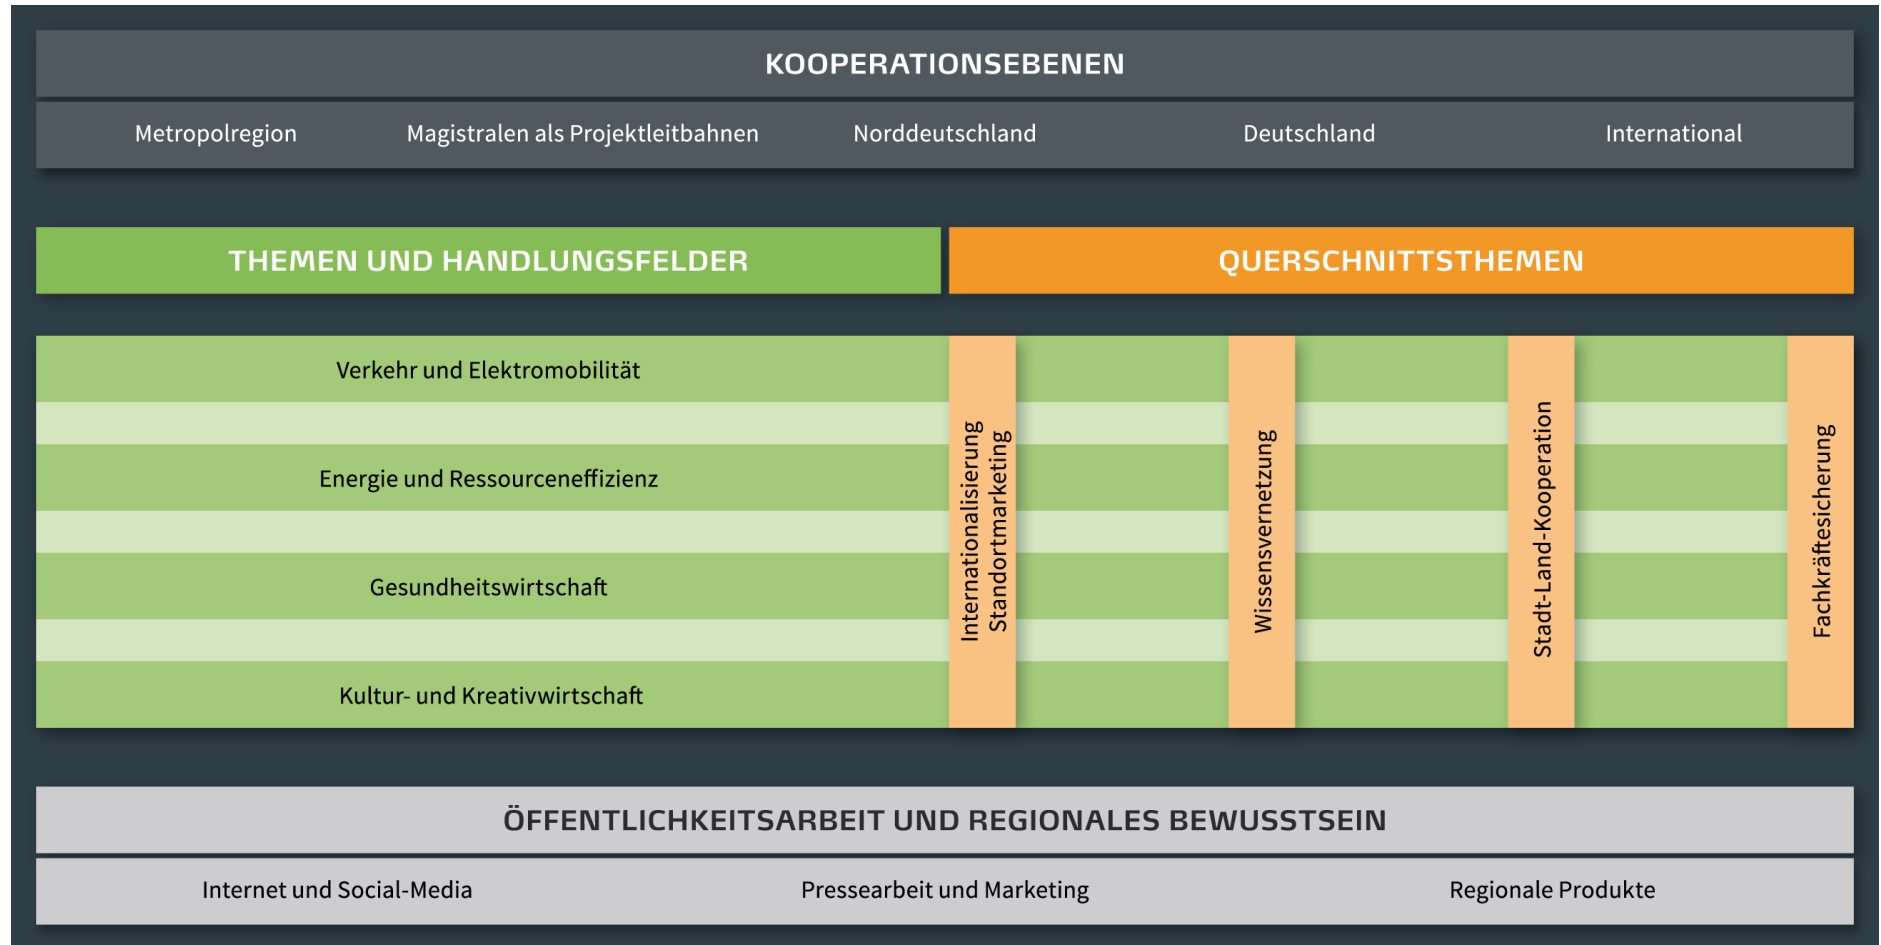 KOOPERATIONSEBENEN
Metropolregion
Magistralen als Projektleitbahnen
Norddeutschland
Deutschland
International
THEMEN UND HANDLUNGSFELDER
QUERSCHNITTSTHEMEN
Verkehr und Elektromobilität
Energie und Ressourceneffizienz
Gesundheitswirtschaft
Kultur- und Kreativwirtschaft
Internationalisierung
Standortmarketing
Wissensvernetzung
Stadt-Land-Kooperation
Fachkräftesicherung
ÖFFENTLICHKEITSARBEIT UND REGIONALES BEWUSSTSEIN
Internet und Social-Media
Pressearbeit und Marketing
Regionale Produkte